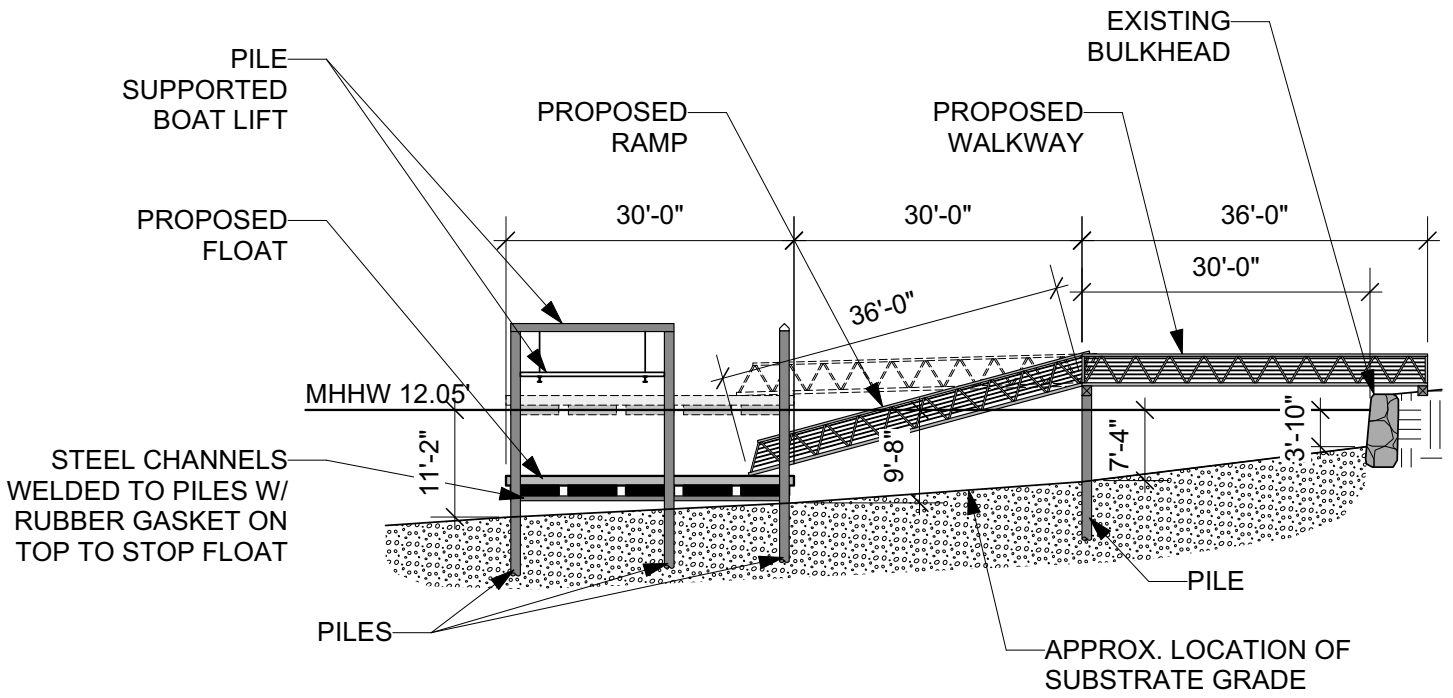 EXISTING
BULKHEAD
PILE
SUPPORTED
BOAT LIFT
PROPOSED
RAMP
PROPOSED
WALKWAY
PROPOSED
FLOAT
30'-0"
30'-0"
36'-0"
30'-0"
36'-0"
MHHW 12.05'
11'-2"
9'-8"
7'-4"
3'-10"
STEEL CHANNELS
WELDED TO PILES W/
RUBBER GASKET ON
TOP TO STOP FLOAT
PILE
PILES
APPROX. LOCATION OF
SUBSTRATE GRADE